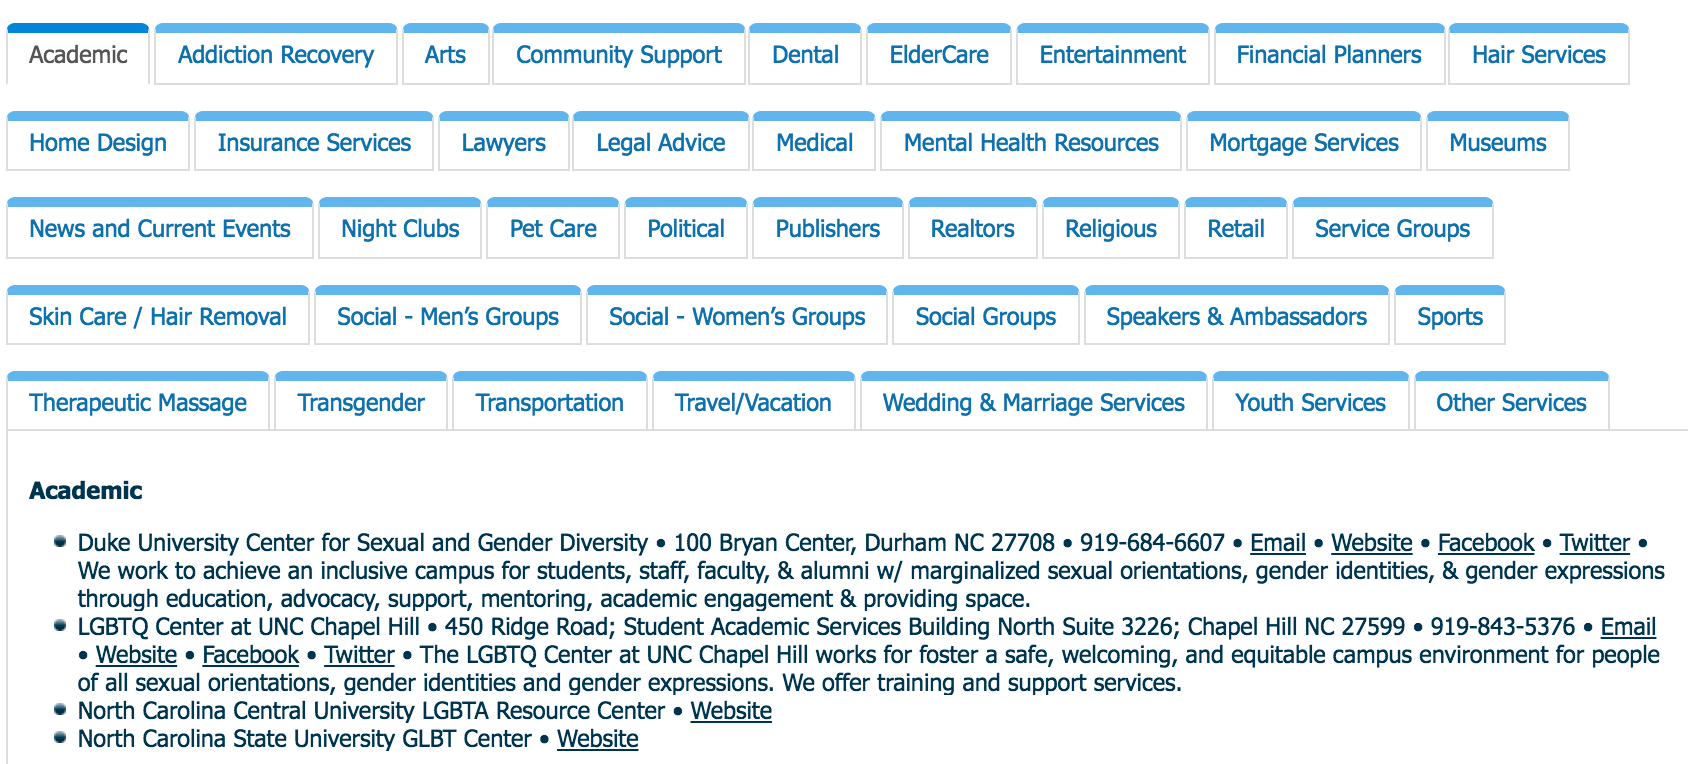 Academic Addiction Recovery Arts Community Support Dental ElderCare Entertainment Financial Planners Hair Services
Home Design Insurance Services Lawyers Legal Advice Medical Mental Health Resources Mortgage Services Museums
News and Current Events Night Clubs Pet Care Political Publishers Realtors Religious Retail Service Groups
Skin Care / Hair Removal Social - Men’s Groups Social - Women’s Groups Social Groups Speakers & Ambassadors Sports
Therapeutic Massage Transgender Transportation Travel/Vacation Wedding & Marriage Services Youth Services Other Services
Academic
• Duke University Center for Sexual and Gender Diversity • 100 Bryan Center, Durham NC 27708 • 919-684-6607 • Email • Website • Facebook • Twitter •
We work to achieve an inclusive campus for students, staff, faculty, & alumni w/ marginalized sexual orientations, gender identities, & gender expressions
through education, advocacy, support, mentoring, academic engagement & providing space.
• LGBTQ Center at UNC Chapel Hill • 450 Ridge Road; Student Academic Services Building North Suite 3226; Chapel Hill NC 27599 • 919-843-5376 • Email
• Website • Facebook • Twitter • The LGBTQ Center at UNC Chapel Hill works for foster a safe, welcoming, and equitable campus environment for people
of all sexual orientations, gender identities and gender expressions. We offer training and support services.
• North Carolina Central University LGBTA Resource Center • Website
• North Carolina State University GLBT Center • Website